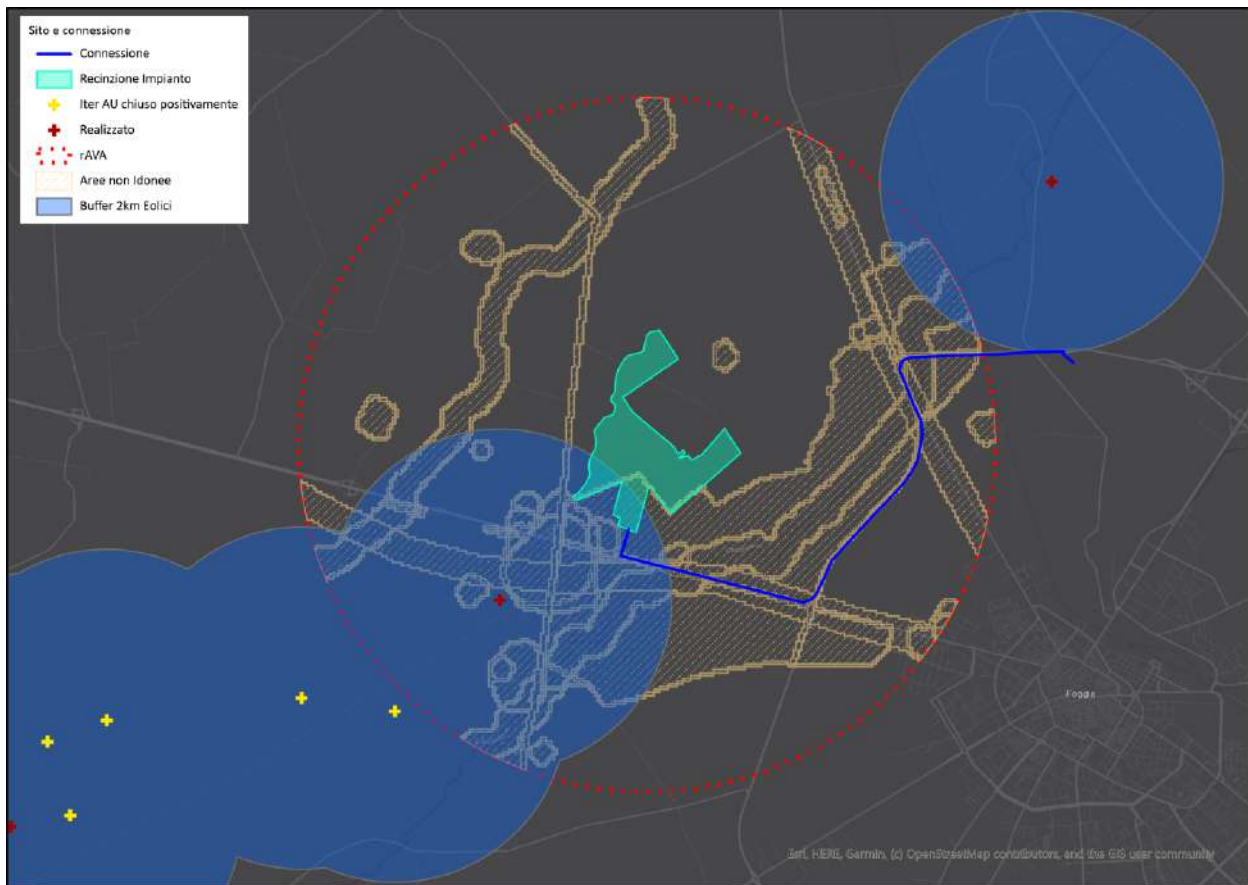 Sito e connessione
Connessione
Recinzione Impianto
Iter AU chiuso positivamente
Realizzato
rAVA
Aree non Idonee
Buffer 2km Eolici
Foggia
Esri, HERE, Garmin, (c) OpenStreetMap contributors, and the GIS user community